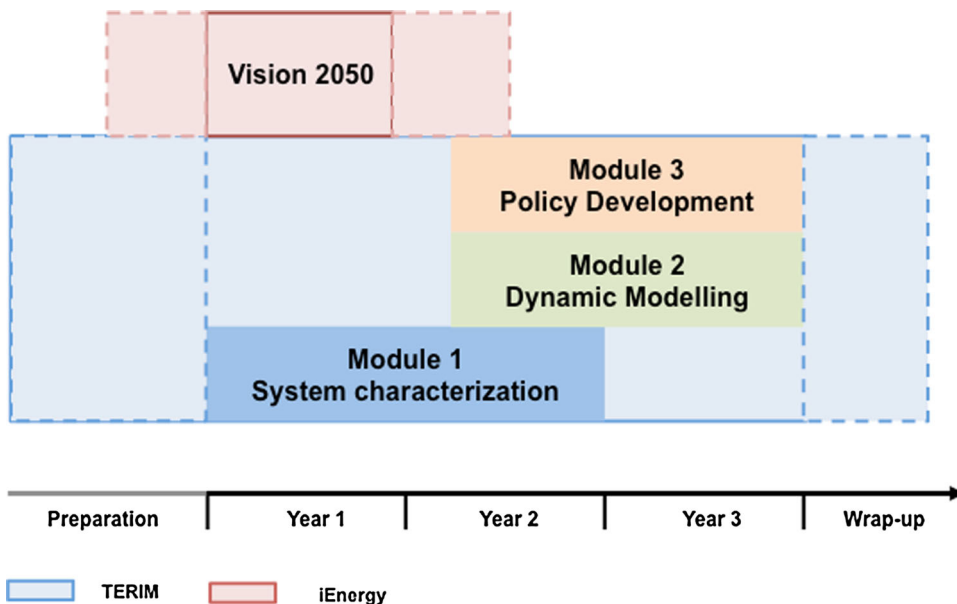 Vision 2050
Module 3
Policy Development
Module 2
Dynamic Modelling
Module 1
System characterization
Preparation
Year 1
Year 2
Year 3
Wrap-up
TERIM
iEnergy